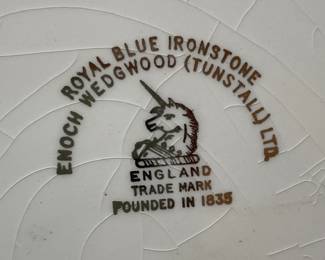 ROYAL BLUE IRONSTONE
ENOCH WEDGWOOD (TUNSTALL) LTD.
ENGLAND
TRADE MARK
FOUNDED IN 1835